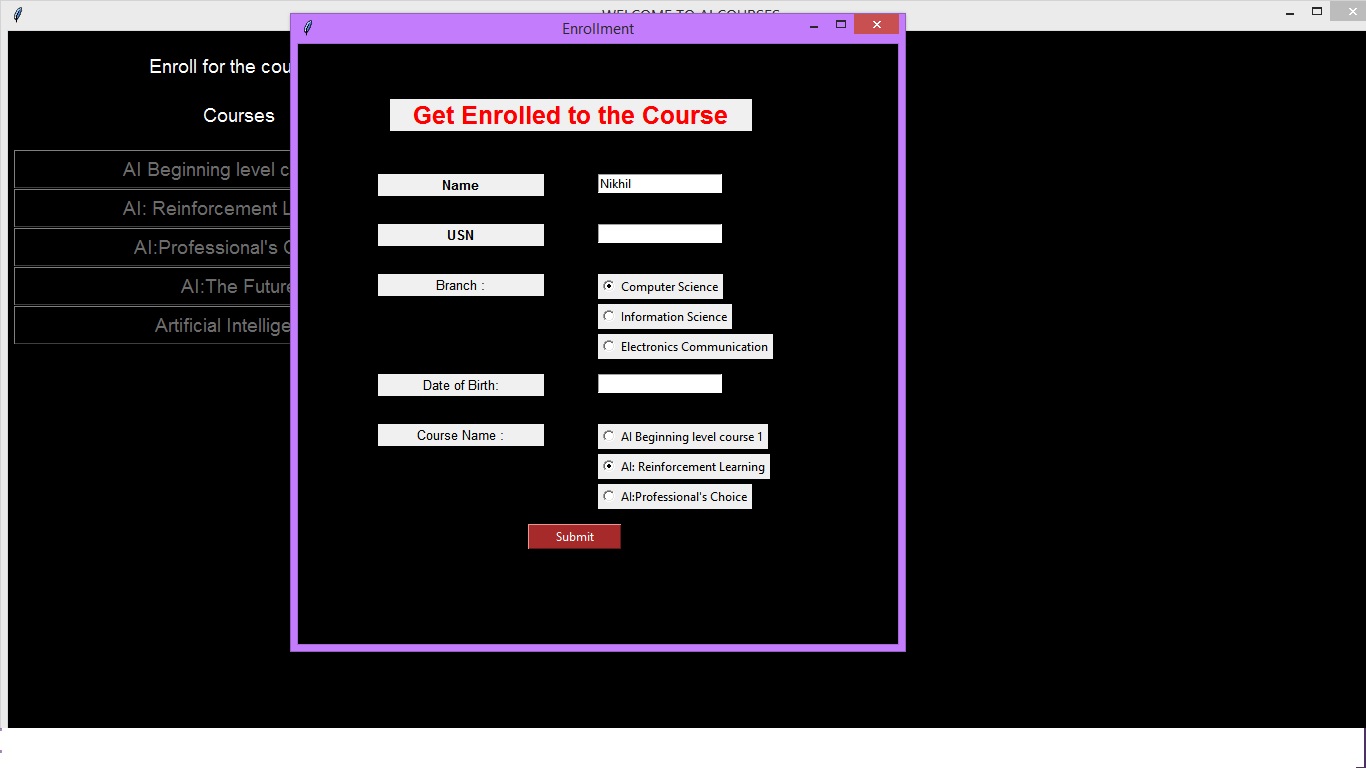 WELCOME TO AI COURSES
Enrollment
Enroll for the cou
Courses
AI Beginning level c
AI: Reinforcement L
AI:Professional's C
AI:The Future
Artificial Intellige
Get Enrolled to the Course
Name Nikhil
USN
Branch : Computer Science
Information Science
Electronics Communication
Date of Birth:
Course Name : AI Beginning level course 1
AI: Reinforcement Learning
AI:Professional's Choice
Submit